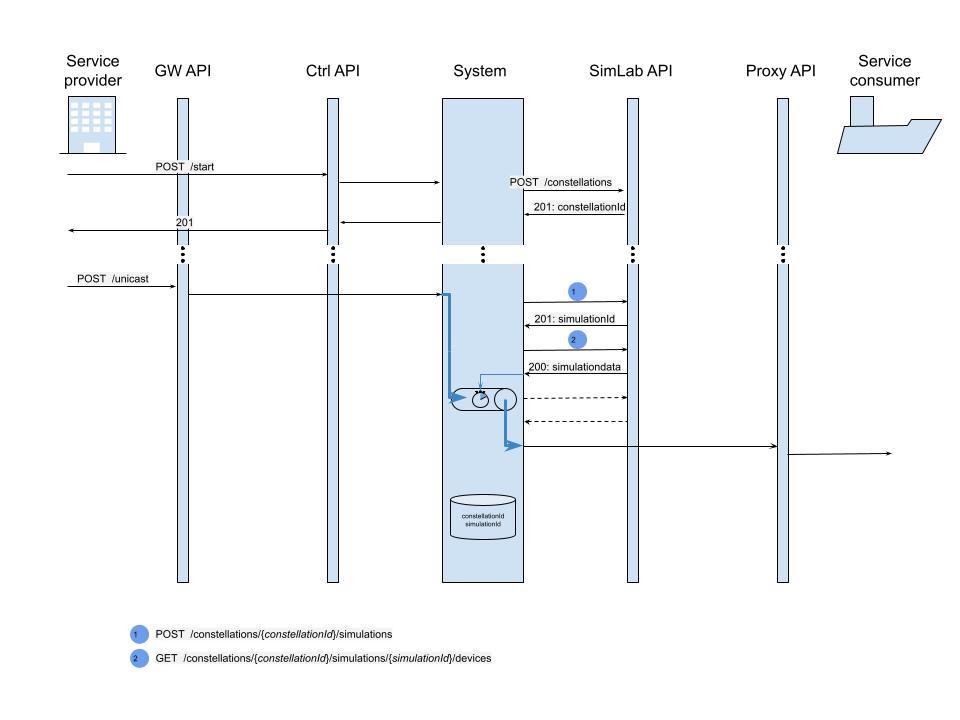 Service provider
GW API
Ctrl API
System
SimLab API
Proxy API
Service consumer
POST /start
POST /constellations
201: constellationId
201
POST /unicast
1
201: simulationId
2
200: simulationdata
constellationId
simulationId
1 POST /constellations/{constellationId}/simulations
2 GET /constellations/{constellationId}/simulations/{simulationId}/devices